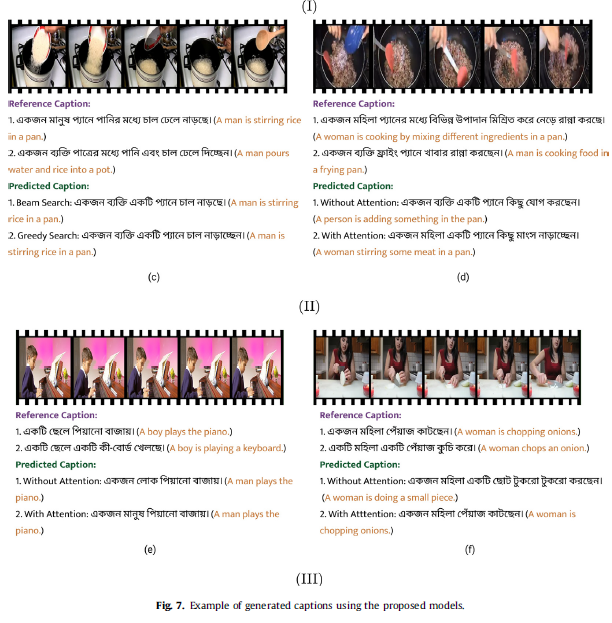 (I)
Reference Caption:
1. একজন মানুষ প্যানে পানির মধ্যে চাল ঢেলে নাড়ছে। (A man is stirring rice
in a pan.)
2. একজন ব্যক্তি পাত্রের মধ্যে পানি এবং চাল ঢেলে দিচ্ছেন। (A man pours
water and rice into a pot.)
Predicted Caption:
1. Beam Search: একজন ব্যক্তি একটি প্যানে চাল নাড়ছে। (A man is stirring
rice in a pan.)
2. Greedy Search: একজন ব্যক্তি একটি প্যানে চাল নাড়াচ্ছেন। (A man is
stirring rice in a pan.)
(c)
Reference Caption:
1. একজন মহিলা প্যানের মধ্যে বিভিন্ন উপাদান মিশ্রিত করে নেড়ে রান্না করছে।
(A woman is cooking by mixing different ingredients in a pan.)
2. একজন ব্যক্তি ফ্রাইং প্যানে খাবার রান্না করছেন। (A man is cooking food in
a frying pan.)
Predicted Caption:
1. Without Attention: একজন ব্যক্তি একটি প্যানে কিছু যোগ করছেন।
(A person is adding something in the pan.)
2. With Attention: একজন মহিলা একটি প্যানে কিছু মাংস নাড়াচ্ছেন।
(A woman stirring some meat in a pan.)
(d)
(II)
Reference Caption:
1. একটি ছেলে পিয়ানো বাজায়। (A boy plays the piano.)
2. একটি ছেলে একটি কী-বোর্ড খেলছে। (A boy is playing a keyboard.)
Predicted Caption:
1. Without Attention: একজন লোক পিয়ানো বাজায়। (A man plays the
piano.)
2. With Attention: একজন মানুষ পিয়ানো বাজায়। (A man plays the
piano.)
(e)
Reference Caption:
1. একজন মহিলা পেঁয়াজ কাটছেন। (A woman is chopping onions.)
2. একটি মহিলা একটি পেঁয়াজ কুচি করে। (A woman chops an onion.)
Predicted Caption:
1. Without Attention: একজন মহিলা একটি ছোট টুকরো টুকরো করছেন।
(A woman is doing a small piece.)
2. With Atttention: একজন মহিলা পেঁয়াজ কাটছেন। (A woman is
chopping onions.)
(f)
(III)
Fig. 7. Example of generated captions using the proposed models.